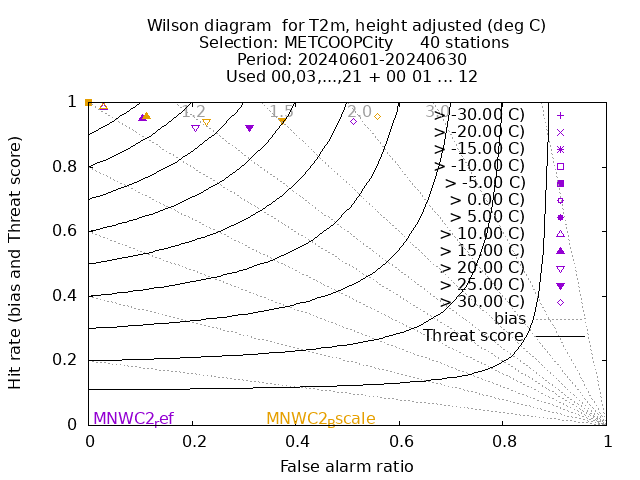 Wilson diagram  for T2m, height adjusted (deg C)
Selection: METCOOPCity     40 stations
Period: 20240601-20240630
Used 00,03,...,21 + 00 01 ... 12
Hit rate (bias and Threat score)
1
0.8
0.6
0.4
0.2
0
1.2 1.5 2.0 3.0
> -30.00 C)
> -20.00 C)
> -15.00 C)
> -10.00 C)
> -5.00 C)
> 0.00 C)
> 5.00 C)
> 10.00 C)
> 15.00 C)
> 20.00 C)
> 25.00 C)
> 30.00 C)
bias
Threat score
MNWC2ref MNWC2Bscale
0 0.2 0.4 0.6 0.8 1
False alarm ratio